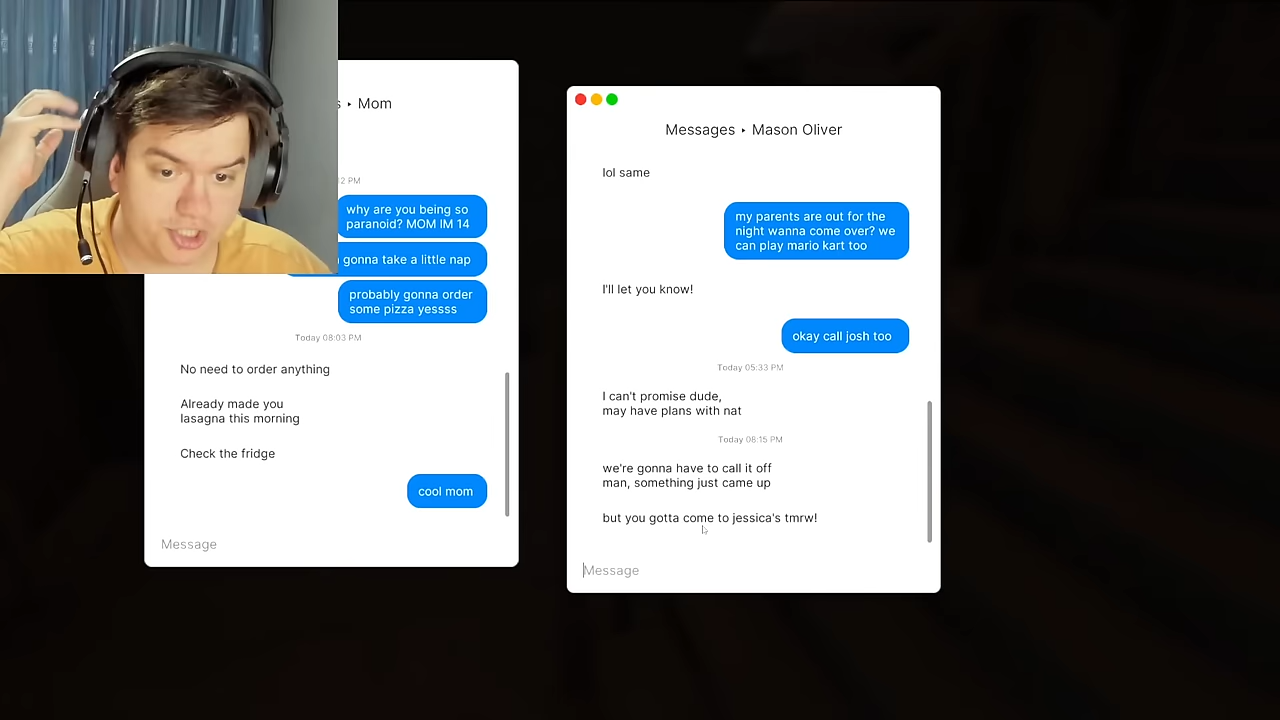 s ▸ Mom
12 PM
why are you being so
paranoid? MOM IM 14
gonna take a little nap
probably gonna order
some pizza yessss
Today 08:03 PM
No need to order anything
Already made you
lasagna this morning
Check the fridge
cool mom
Message
Messages ▸ Mason Oliver
lol same
my parents are out for the
night wanna come over? we
can play mario kart too
I'll let you know!
okay call josh too
Today 05:33 PM
I can't promise dude,
may have plans with nat
Today 08:15 PM
we're gonna have to call it off
man, something just came up
but you gotta come to jessica's tmrw!
Message